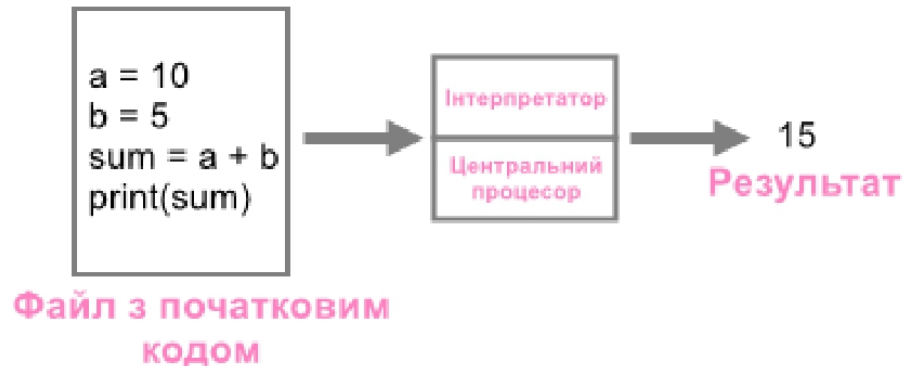 a = 10
b = 5
sum = a + b
print(sum)
Файл з початковим
кодом
Інтерпретатор
Центральний
процесор
15
Результат